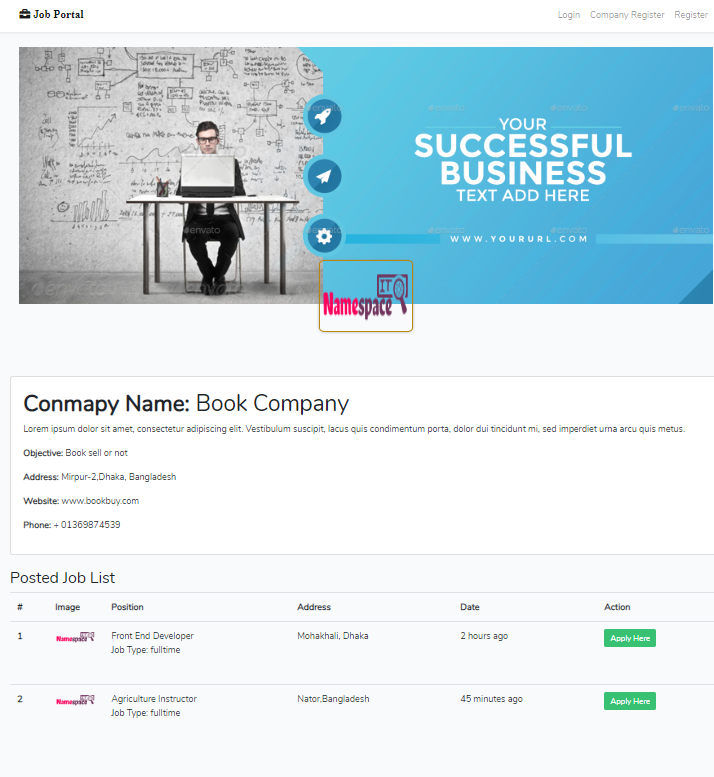 Job Portal
Login Company Register Register
YOUR
SUCCESSFUL
BUSINESS
TEXT ADD HERE
WWW.YOURURL.COM
envato
IT
Namespace
Conmapy Name: Book Company
Lorem ipsum dolor sit amet, consectetur adipiscing elit. Vestibulum suscipit, lacus quis condimentum porta, dolor dui tincidunt mi, sed imperdiet urna arcu quis metus.
Objective: Book sell or not
Address: Mirpur-2,Dhaka, Bangladesh
Website: www.bookbuy.com
Phone: + 01369874539
Posted Job List
# Image Position Address Date Action
1 Namespace Front End Developer Mohakhali, Dhaka 2 hours ago Apply Here
Job Type: fulltime
2 Namespace Agriculture Instructor Nator,Bangladesh 45 minutes ago Apply Here
Job Type: fulltime